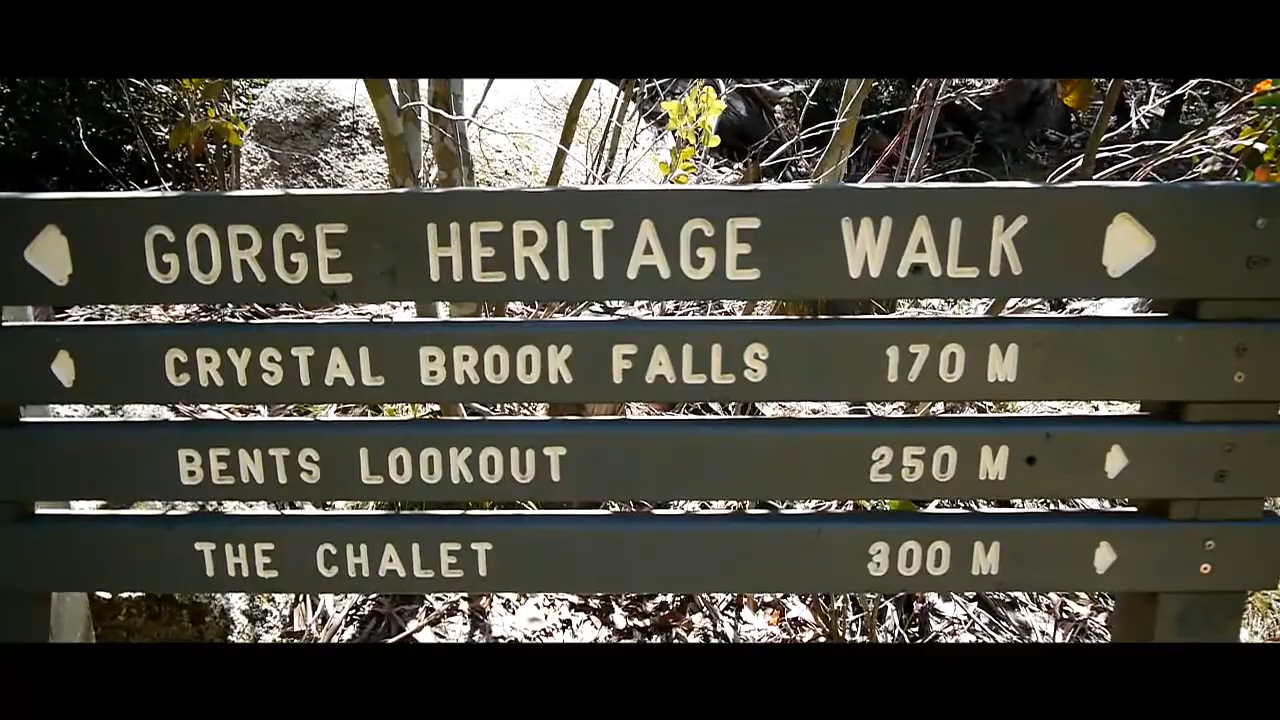 GORGE HERITAGE WALK
CRYSTAL BROOK FALLS 170 M
BENTS LOOKOUT 250 M
THE CHALET 300 M